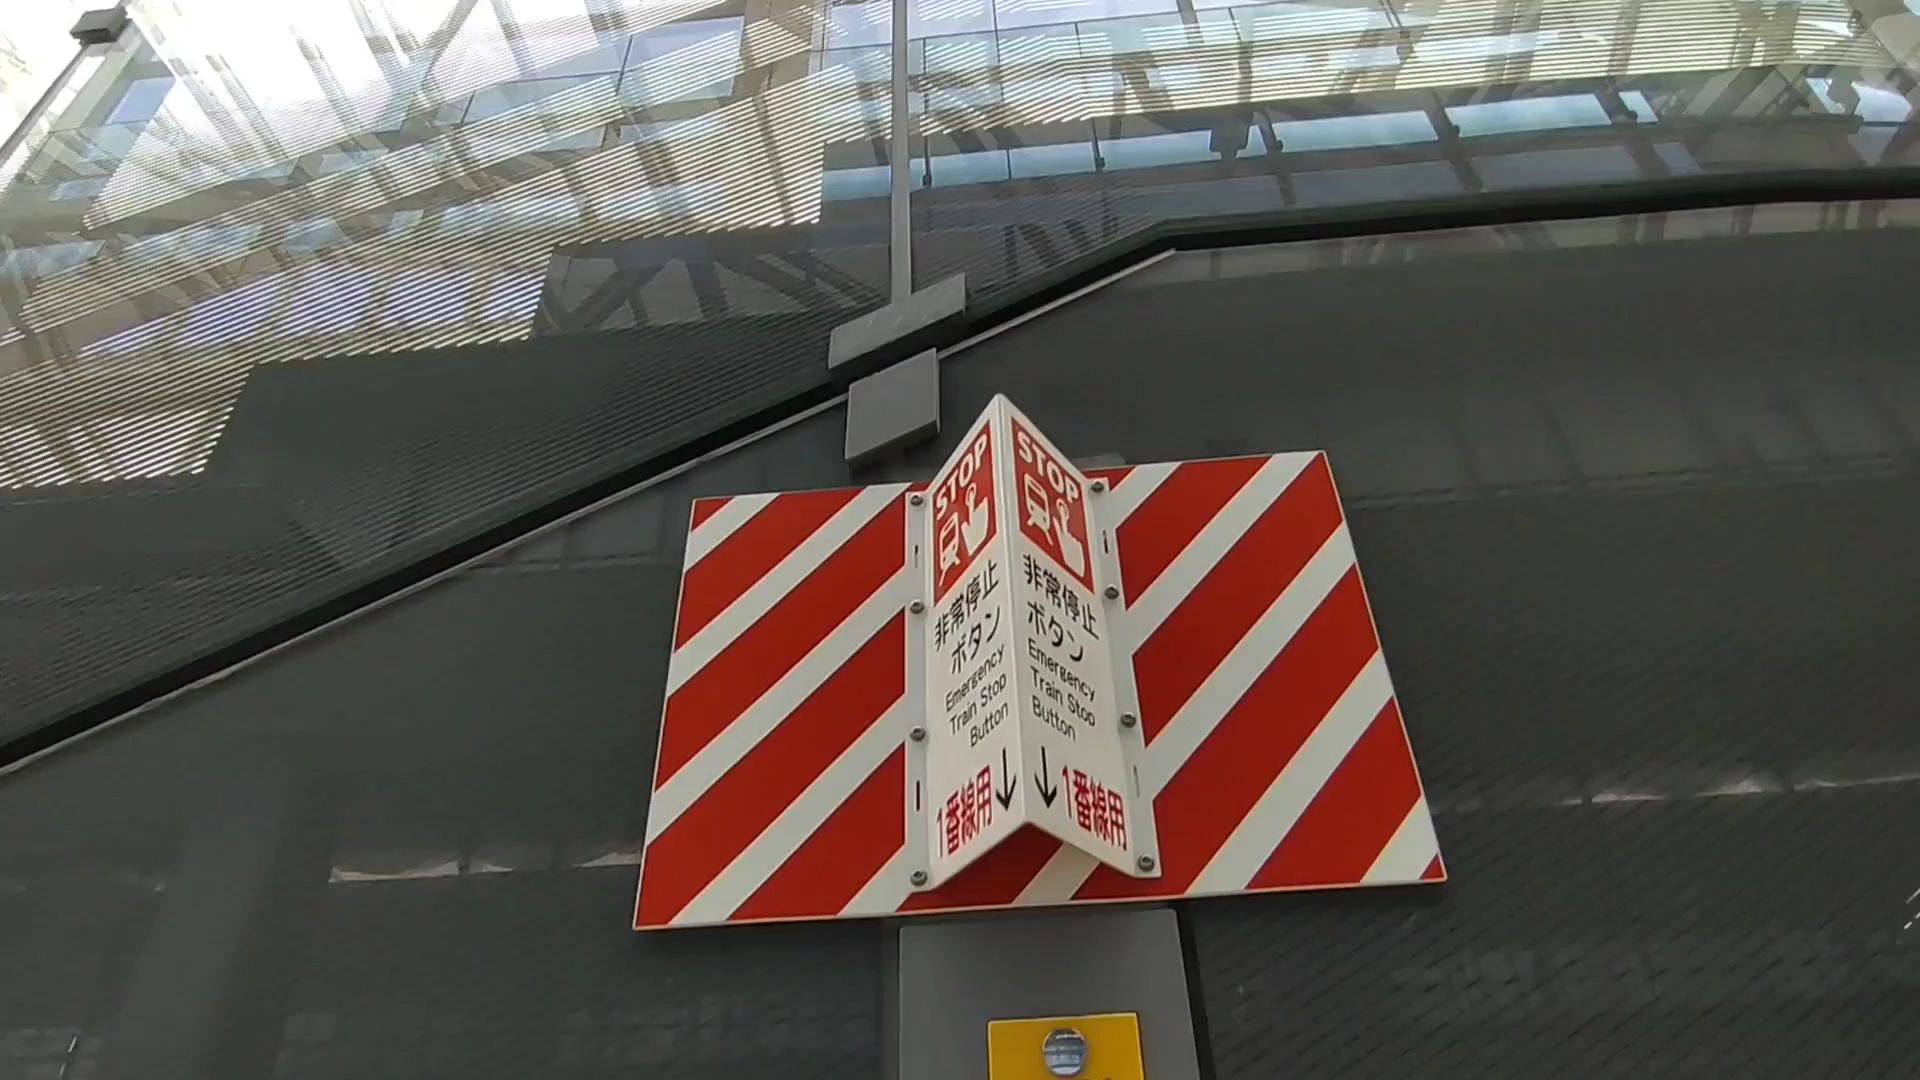 STOP
非常停止
ボタン
Emergency
Train Stop
Button
↓
1番線用
STOP
非常停止
ボタン
Emergency
Train Stop
Button
↓
1番線用